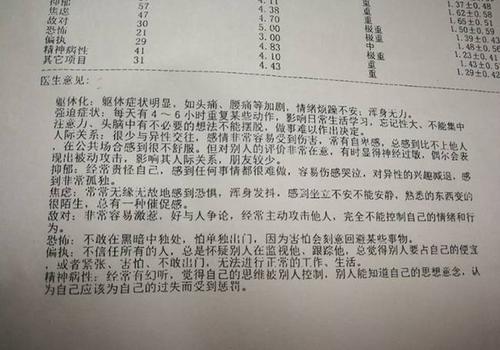 抑郁 57 4.38 重 1.37±0.48
焦虑 47 4.70 重 1.62±0.58
敌对 30 5.00 极重 1.65±0.51
恐怖 21 3.00 重 1.50±0.59
偏执 29 4.83 中 1.39±0.43
精神病性 41 4.10 重 1.48±0.56
其它项目 31 4.43 重 1.23±0.
重 1.29±0.4
医生意见:
躯体化: 躯体症状明显, 如头痛、腰痛等加剧, 情绪烦躁不安; 浑身无力。
强迫症状: 每天有4～6小时重复某些动作, 影响日常生活学习, 忘记性大、不能集中
注意力、头脑中有不必要的想法不能摆脱, 做事难以作出决定。
人际关系: 很少与异性交往, 感情非常容易受到伤害, 常有自卑感, 总感到比不上他人
, 在公共场合感到很不舒服。但对别人的评价非常在意, 有时显得神经过敏, 偶尔会表
现出被动攻击, 影响其人际关系, 朋友较少。
抑郁: 经常责怪自己, 感到任何事情都很难做, 容易伤感哭泣, 对异性的兴趣减退, 感
到非常孤独。
焦虑: 常常无缘无故地感到恐惧, 浑身发抖, 感到坐立不安不能安静, 熟悉的东西变的
很陌生, 总有一种催促感。
敌对: 非常容易激惹, 好与人争论, 经常主动攻击他人, 完全不能控制自己的情绪和行
为。
恐怖: 不敢在黑暗中独处, 怕单独出门, 因为害怕会刻意回避某些事物。
偏执: 不信任所有的人, 总是怀疑别人在监视他、跟踪他, 总觉得别人要占自己的便宜
, 或者紧张、害怕、不敢出门, 无法进行正常的工作、生活。
精神病性: 经常有幻听, 觉得自己的思维被别人控制, 别人能知道自己的思想意念, 认
为自己应该为自己的过失而受到惩罚。